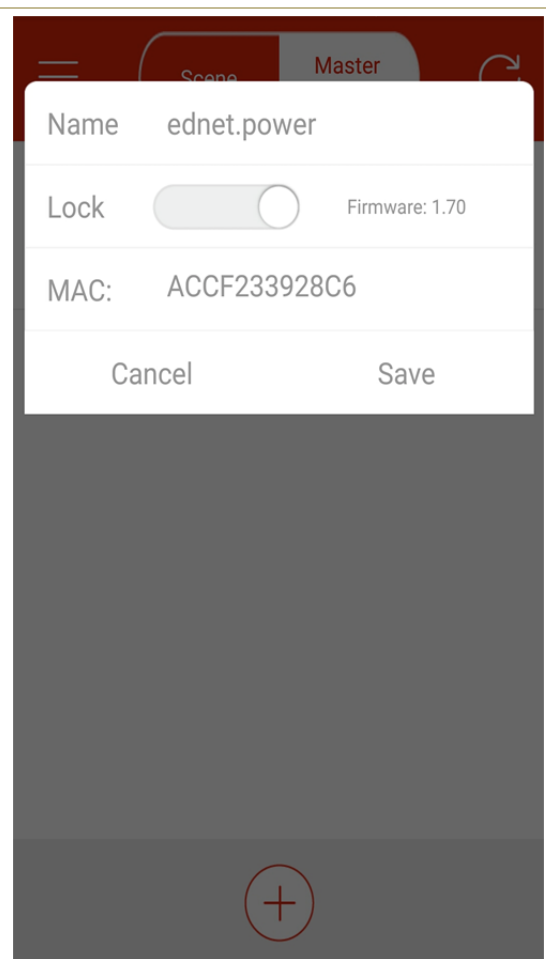 Scene Master
Name ednet.power
Lock Firmware: 1.70
MAC: ACCF233928C6
Cancel Save